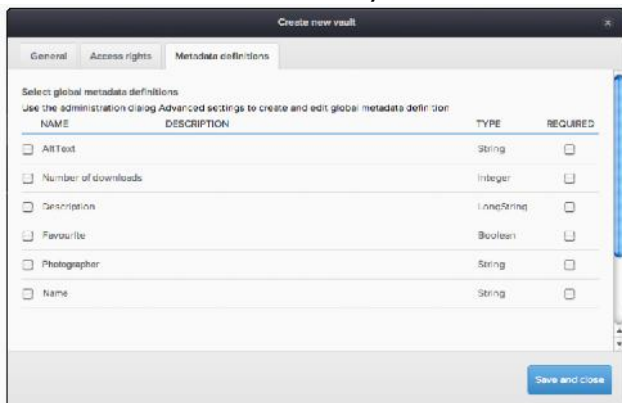 Create new vault
General Access rights Metadata definitions
Select global metadata definitions
Use the administration dialog Advanced settings to create and edit global metadata definition
NAME DESCRIPTION TYPE REQUIRED
AltText String
Number of downloads Integer
Description LongString
Favourite Boolean
Photographer String
Name String
Save and close